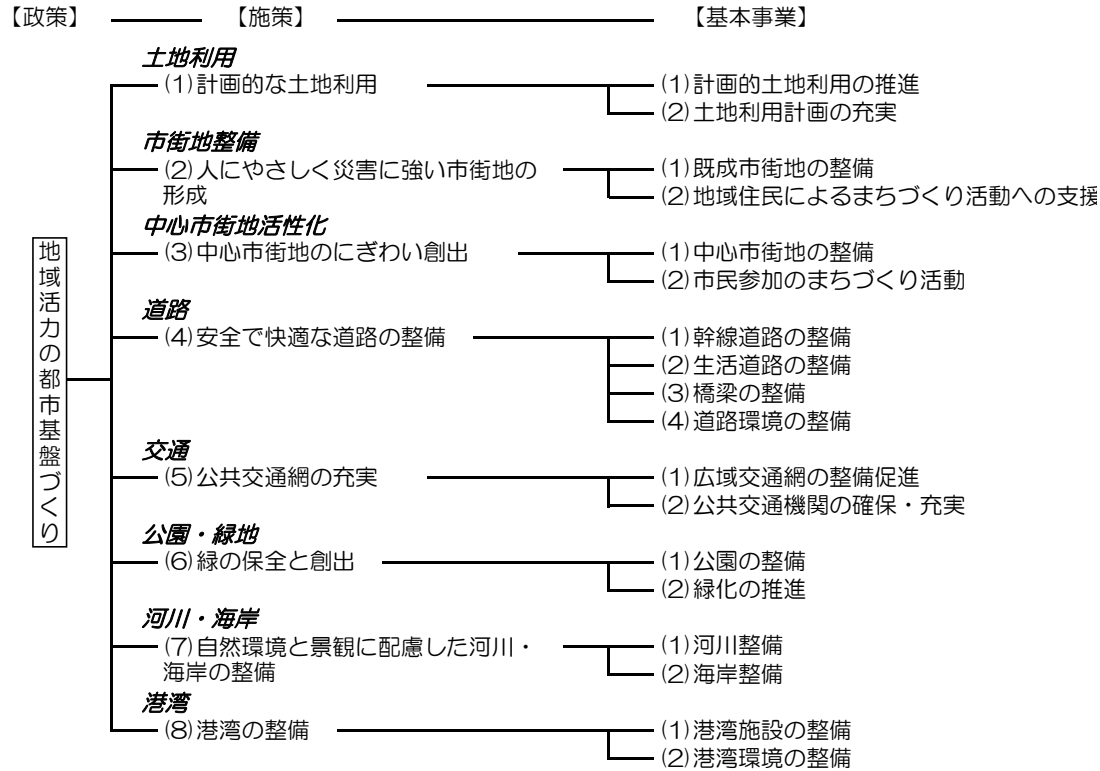 【政策】 【施策】 【基本事業】
地域活力の都市基盤づくり
土地利用
(1)計画的な土地利用
(1)計画的土地利用の推進
(2)土地利用計画の充実
市街地整備
(2)人にやさしく災害に強い市街地の
形成
(1)既成市街地の整備
(2)地域住民によるまちづくり活動への支援
中心市街地活性化
(3)中心市街地のにぎわい創出
(1)中心市街地の整備
(2)市民参加のまちづくり活動
道路
(4)安全で快適な道路の整備
(1)幹線道路の整備
(2)生活道路の整備
(3)橋梁の整備
(4)道路環境の整備
交通
(5)公共交通網の充実
(1)広域交通網の整備促進
(2)公共交通機関の確保・充実
公園・緑地
(6)緑の保全と創出
(1)公園の整備
(2)緑化の推進
河川・海岸
(7)自然環境と景観に配慮した河川・
海岸の整備
(1)河川整備
(2)海岸整備
港湾
(8)港湾の整備
(1)港湾施設の整備
(2)港湾環境の整備